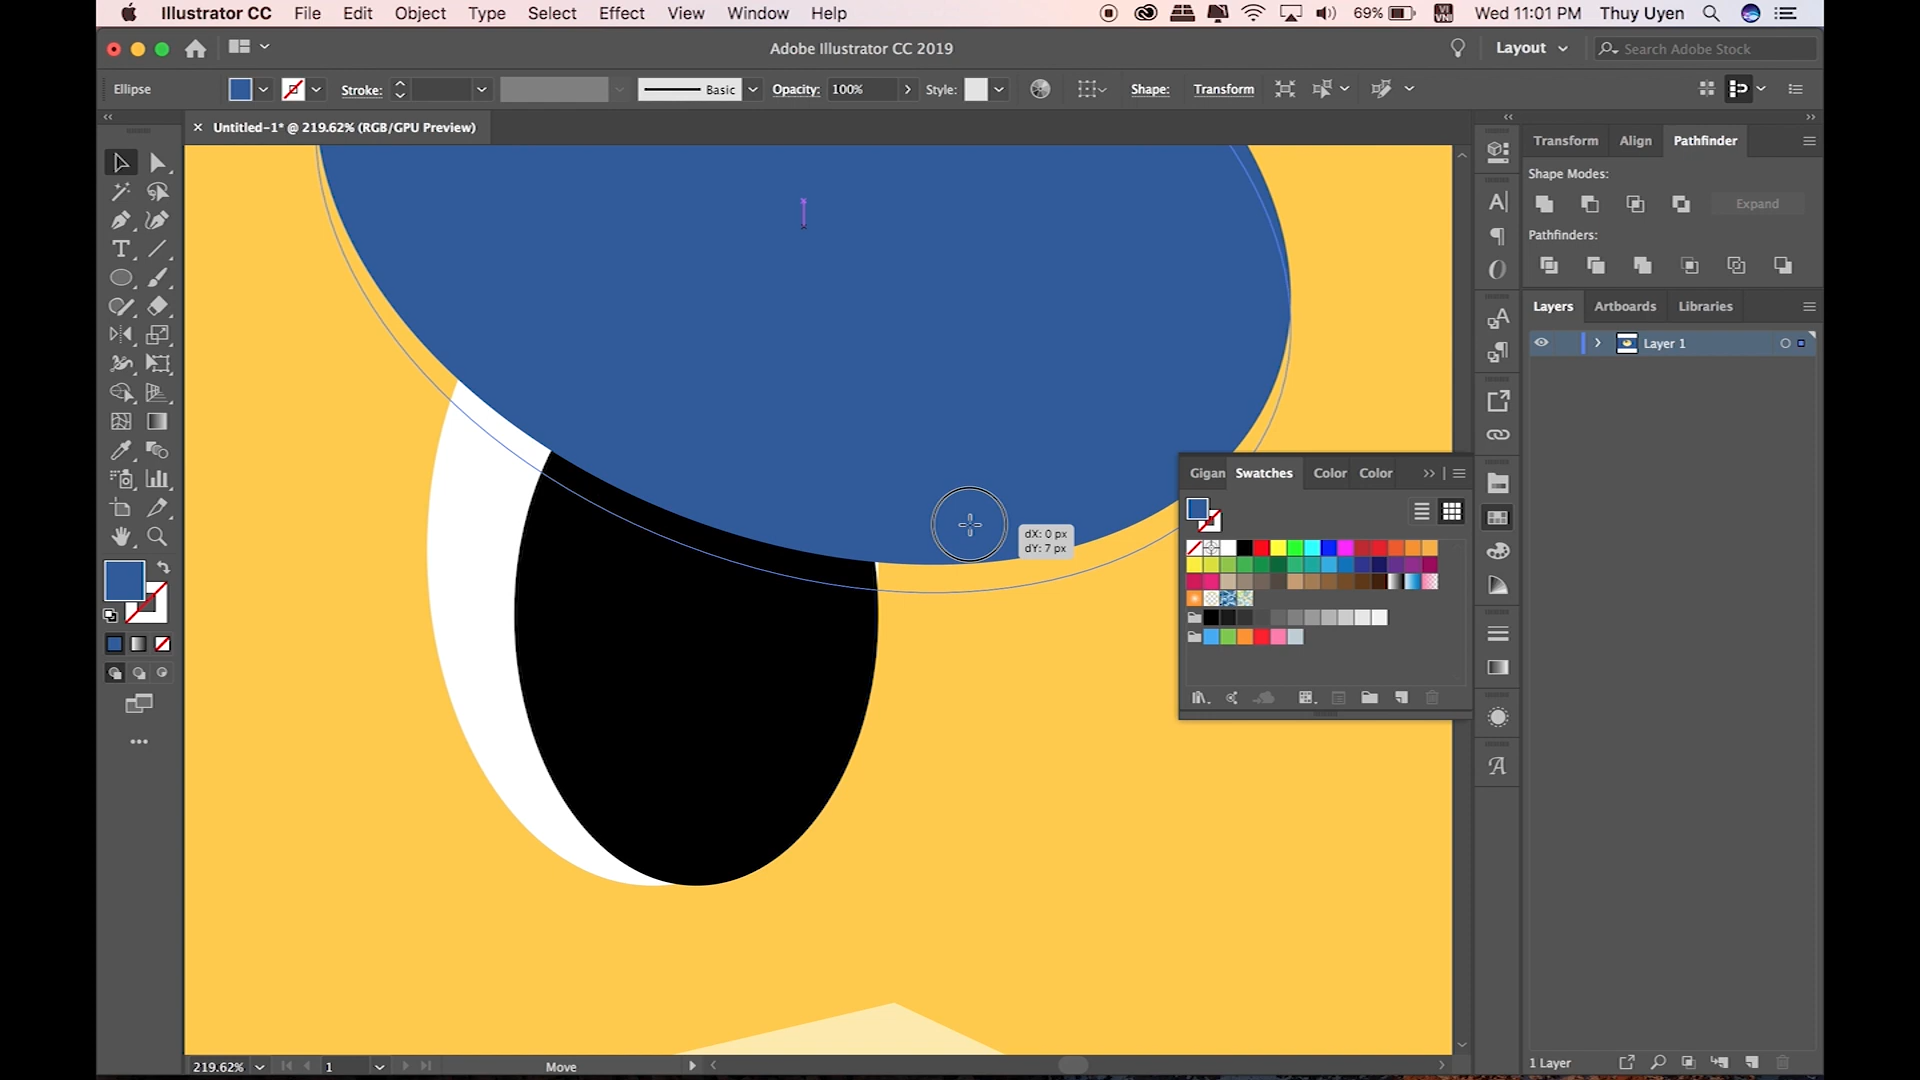 Illustrator CC File Edit Object Type Select Effect View Window Help 69% VI VNI Wed 11:01 PM Thuy Uyen
Adobe Illustrator CC 2019 Layout Search Adobe Stock
Ellipse Stroke: Basic Opacity: 100% Style: Shape: Transform
Untitled-1* @ 219.62% (RGB/GPU Preview)
Transform Align Pathfinder
Shape Modes:
Expand
Pathfinders:
Layers Artboards Libraries
Layer 1
Gigan Swatches Color Color
dX: 0 px
dY: 7 px
219.62% 1 Move
1 Layer